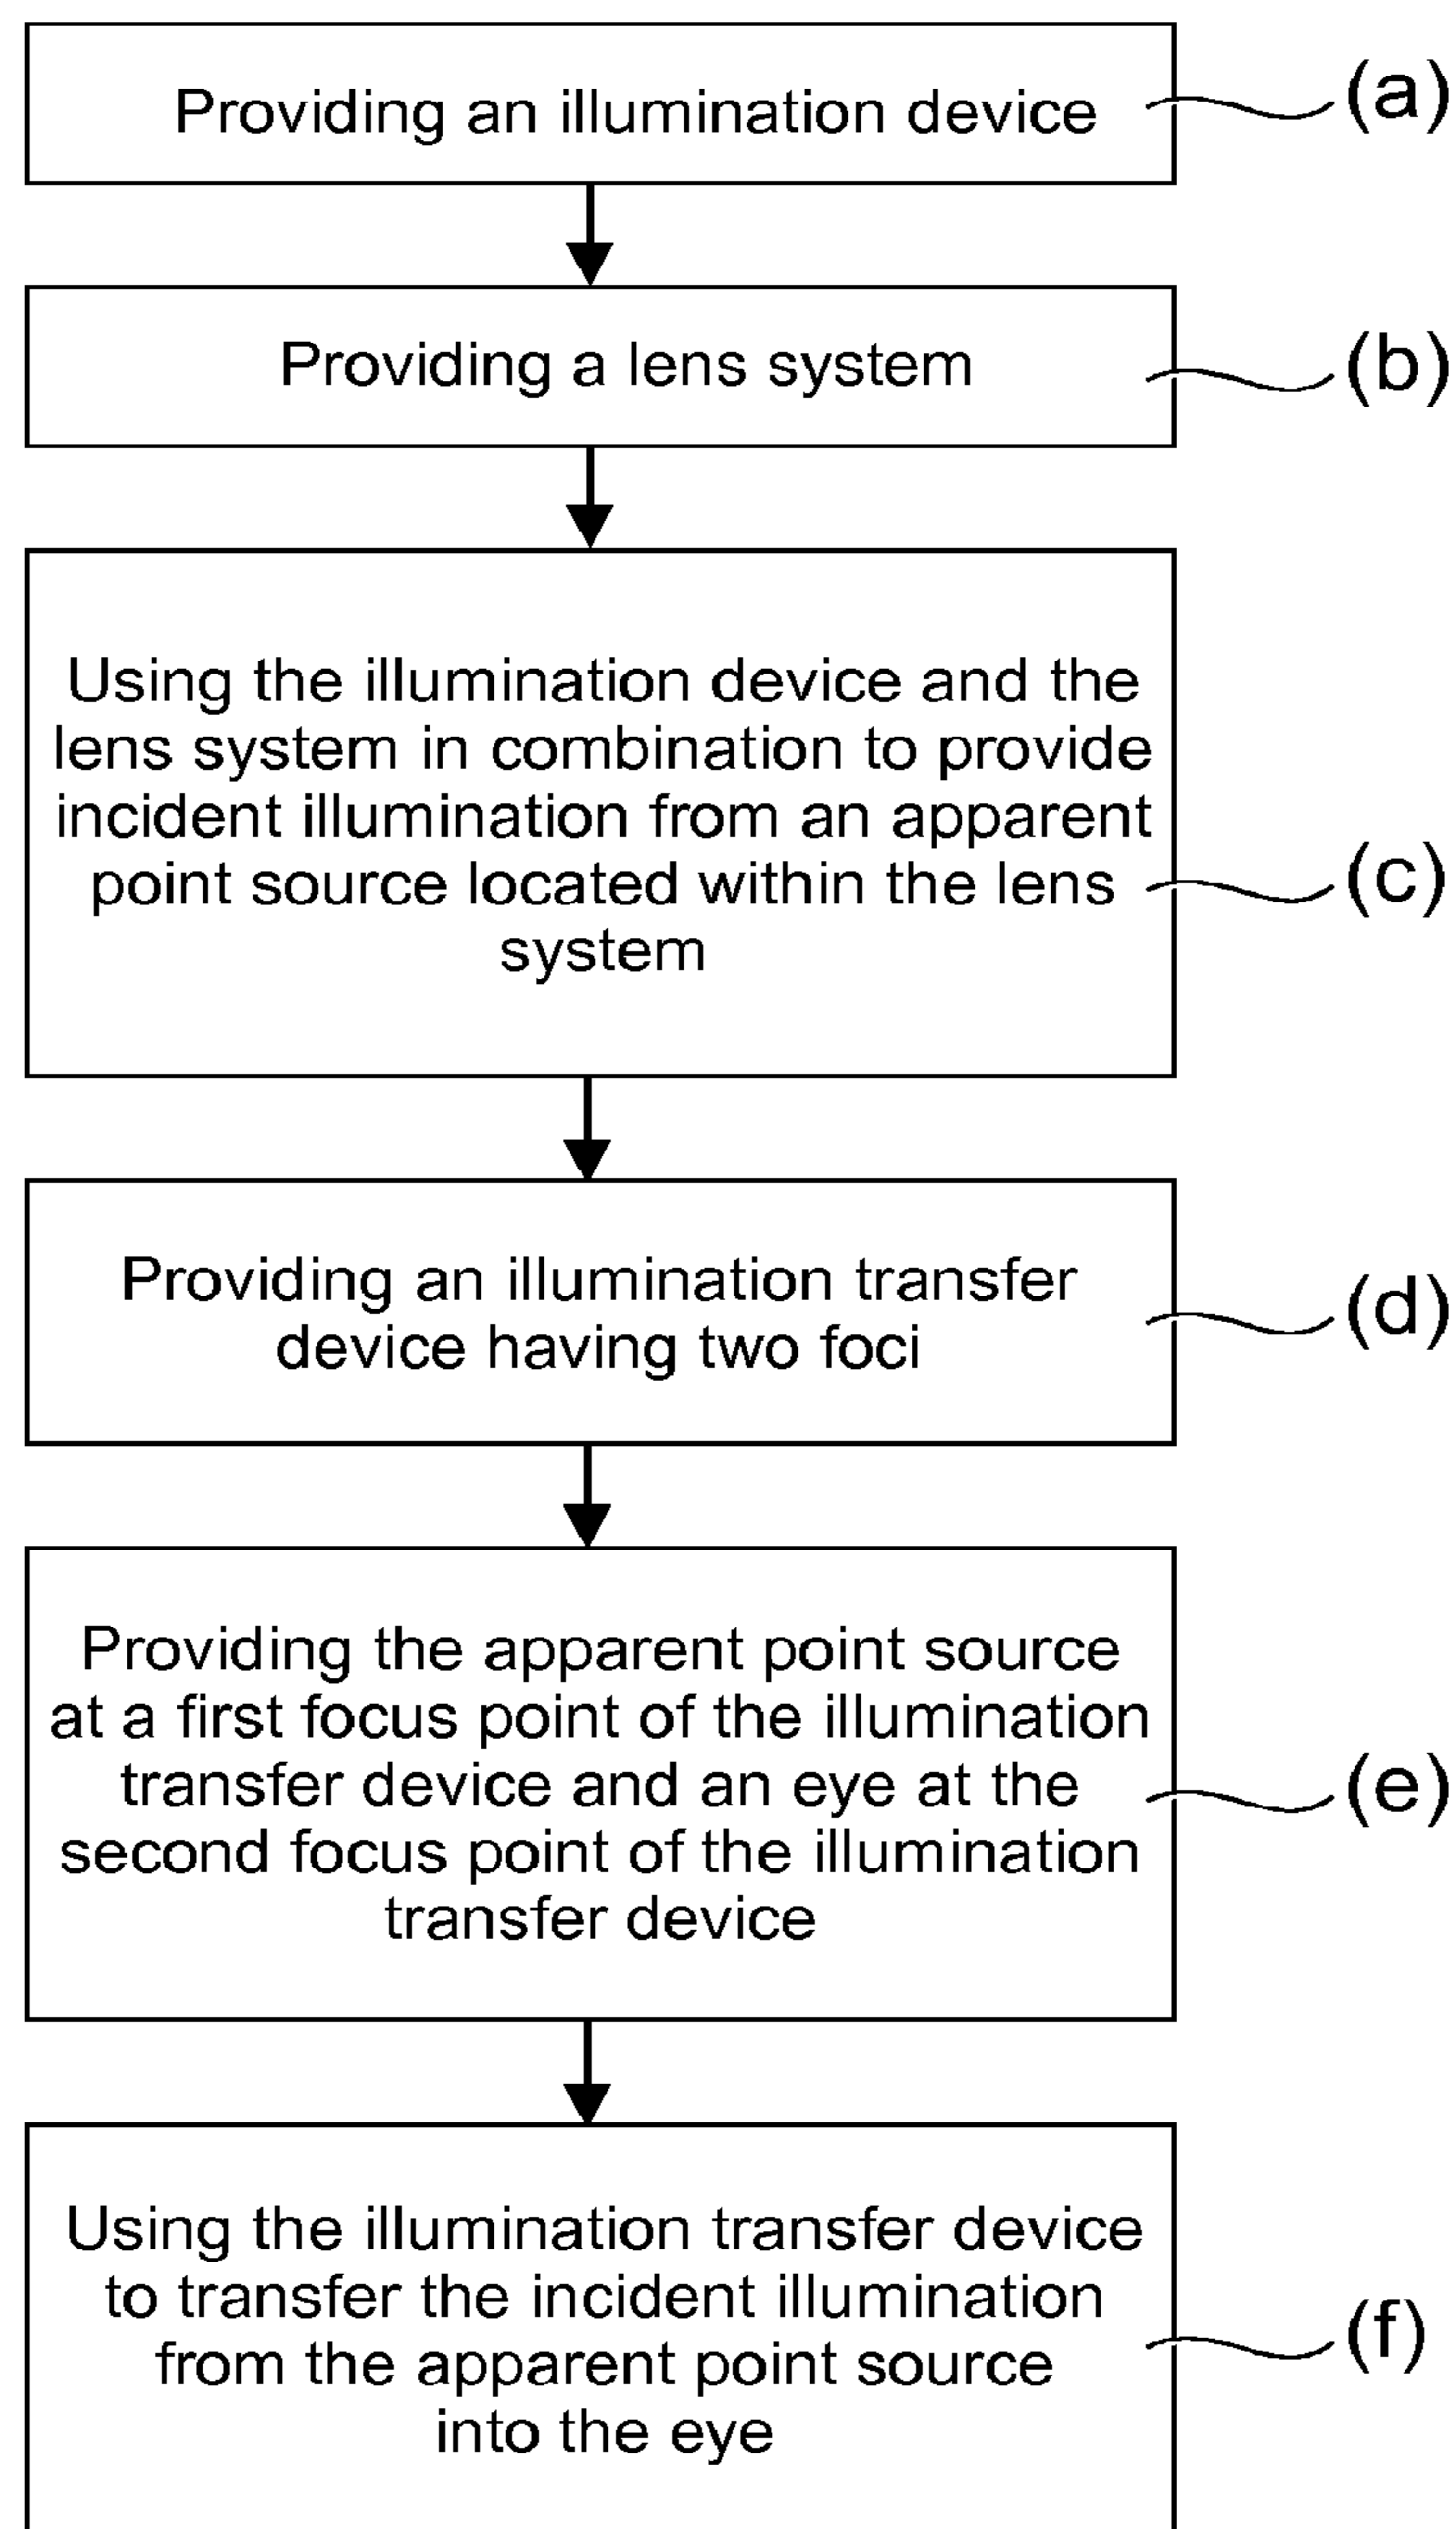 Providing an illumination device
(a)
Providing a lens system
(b)
Using the illumination device and the
lens system in combination to provide
incident illumination from an apparent
point source located within the lens
system
(c)
Providing an illumination transfer
device having two foci
(d)
Providing the apparent point source
at a first focus point of the illumination
transfer device and an eye at the
second focus point of the illumination
transfer device
(e)
Using the illumination transfer device
to transfer the incident illumination
from the apparent point source
into the eye
(f)